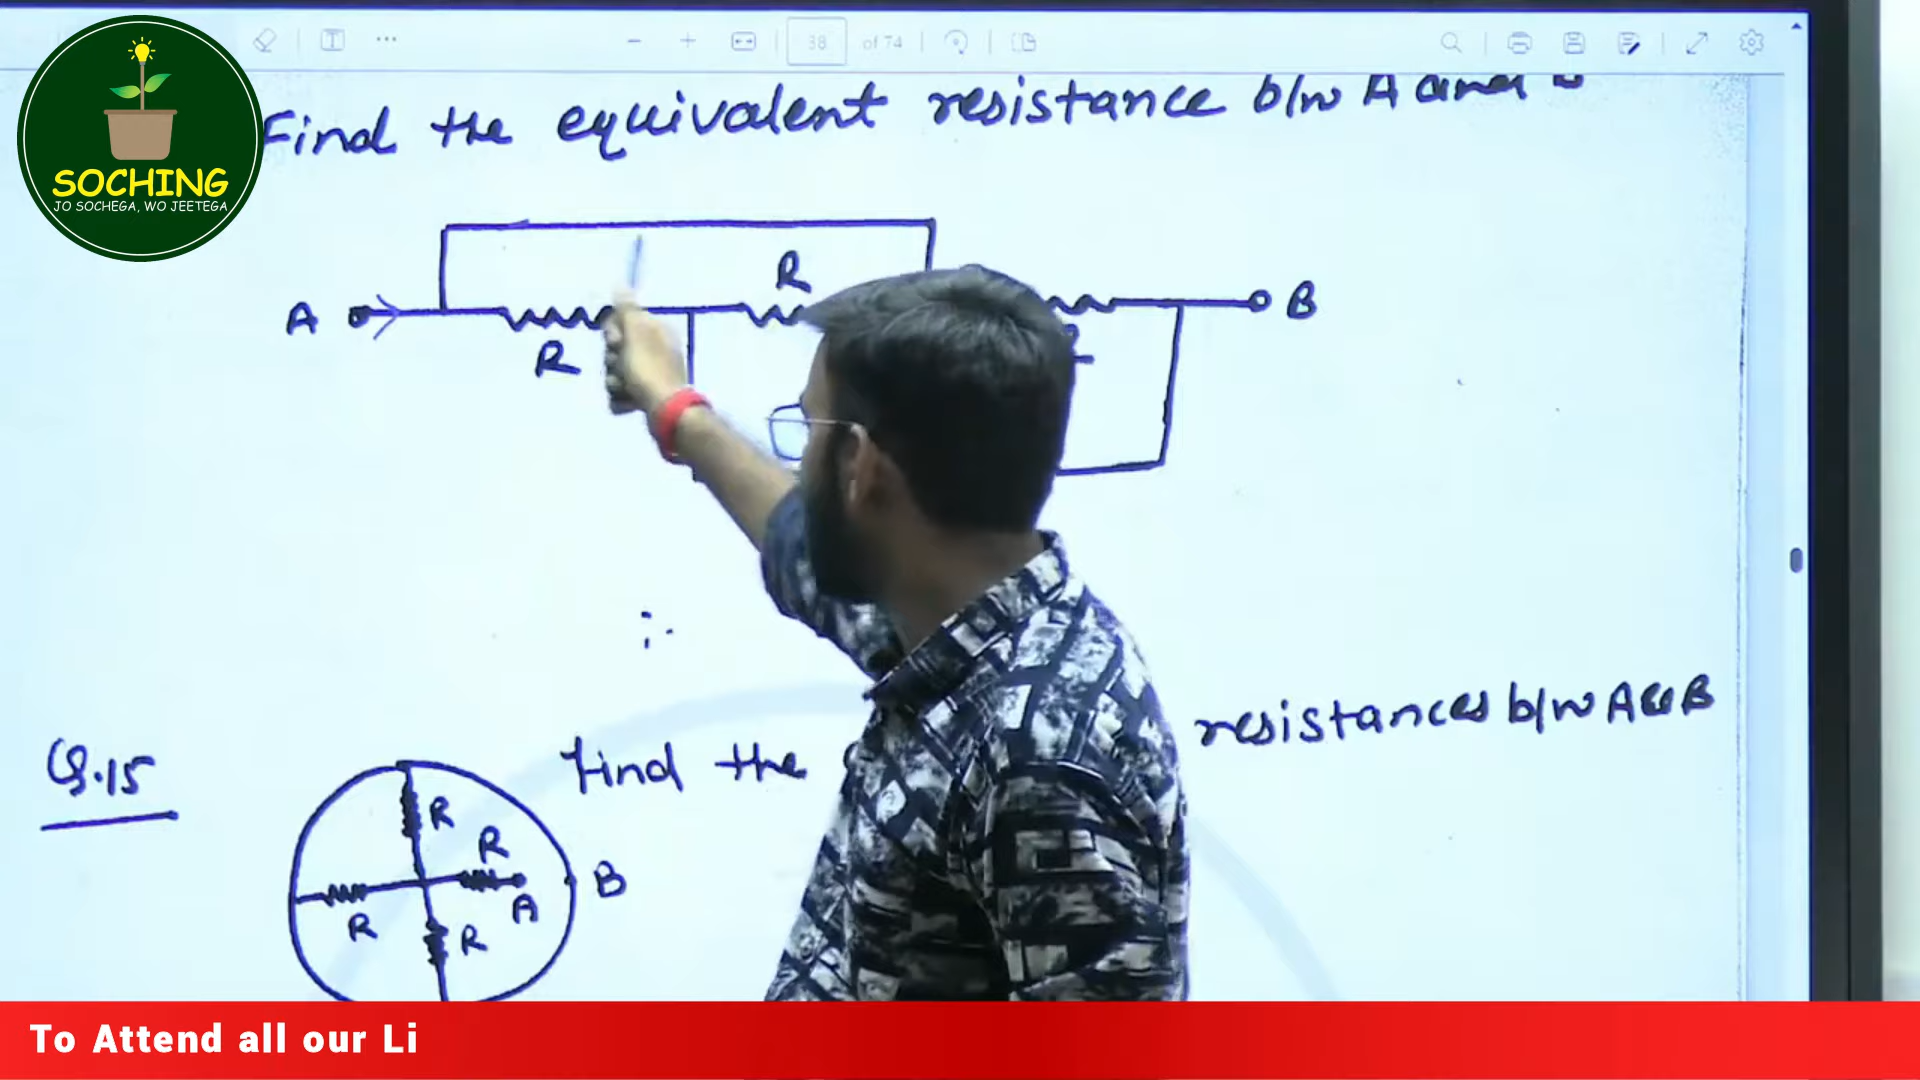 38 of 74
SOCHING
JO SOCHEGA, WO JEETEGA
Find the equivalent resistance b/w A and
R
A
B
R
Q.15
Find the
resistances b/w A & B
R
R
B
A
R
R
To Attend all our Li